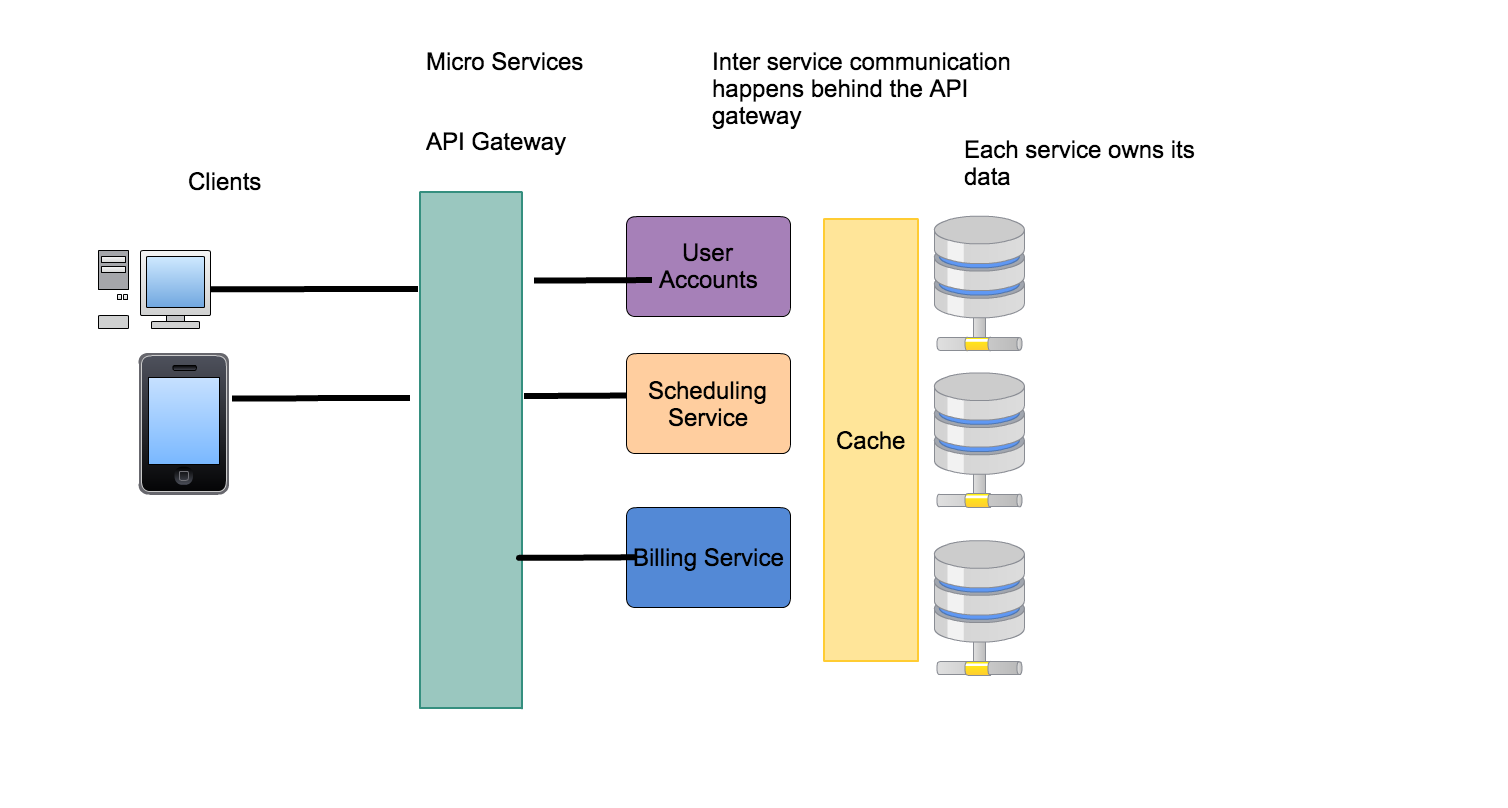 Micro Services
Inter service communication
happens behind the API
gateway
API Gateway
Each service owns its
data
Clients
User
Accounts
Scheduling
Service
Cache
Billing Service